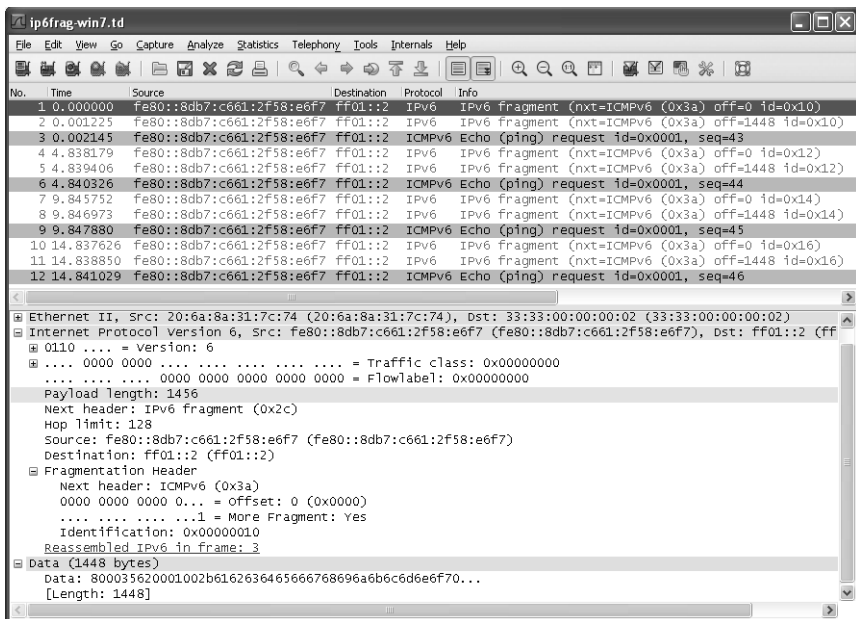 ip6frag-win7.td
File Edit View Go Capture Analyze Statistics Telephony Tools Internals Help
No. Time Source Destination Protocol Info
1 0.000000 fe80::8db7:c661:2f58:e6f7 ff01::2 IPv6 IPv6 fragment (nxt=ICMPv6 (0x3a) off=0 id=0x10)
2 0.001225 fe80::8db7:c661:2f58:e6f7 ff01::2 IPv6 IPv6 fragment (nxt=ICMPv6 (0x3a) off=1448 id=0x10)
3 0.002145 fe80::8db7:c661:2f58:e6f7 ff01::2 ICMPv6 Echo (ping) request id=0x0001, seq=43
4 4.838179 fe80::8db7:c661:2f58:e6f7 ff01::2 IPv6 IPv6 fragment (nxt=ICMPv6 (0x3a) off=0 id=0x12)
5 4.839406 fe80::8db7:c661:2f58:e6f7 ff01::2 IPv6 IPv6 fragment (nxt=ICMPv6 (0x3a) off=1448 id=0x12)
6 4.840326 fe80::8db7:c661:2f58:e6f7 ff01::2 ICMPv6 Echo (ping) request id=0x0001, seq=44
7 9.845752 fe80::8db7:c661:2f58:e6f7 ff01::2 IPv6 IPv6 fragment (nxt=ICMPv6 (0x3a) off=0 id=0x14)
8 9.846973 fe80::8db7:c661:2f58:e6f7 ff01::2 IPv6 IPv6 fragment (nxt=ICMPv6 (0x3a) off=1448 id=0x14)
9 9.847880 fe80::8db7:c661:2f58:e6f7 ff01::2 ICMPv6 Echo (ping) request id=0x0001, seq=45
10 14.837626 fe80::8db7:c661:2f58:e6f7 ff01::2 IPv6 IPv6 fragment (nxt=ICMPv6 (0x3a) off=0 id=0x16)
11 14.838850 fe80::8db7:c661:2f58:e6f7 ff01::2 IPv6 IPv6 fragment (nxt=ICMPv6 (0x3a) off=1448 id=0x16)
12 14.841029 fe80::8db7:c661:2f58:e6f7 ff01::2 ICMPv6 Echo (ping) request id=0x0001, seq=46
Ethernet II, Src: 20:6a:8a:31:7c:74 (20:6a:8a:31:7c:74), Dst: 33:33:00:00:00:02 (33:33:00:00:00:02)
Internet Protocol Version 6, Src: fe80::8db7:c661:2f58:e6f7 (fe80::8db7:c661:2f58:e6f7), Dst: ff01::2 (ff
0110 .... = Version: 6
.... 0000 0000 .... .... .... .... .... = Traffic class: 0x00000000
.... .... .... 0000 0000 0000 0000 0000 = Flowlabel: 0x00000000
Payload length: 1456
Next header: IPv6 fragment (0x2c)
Hop limit: 128
Source: fe80::8db7:c661:2f58:e6f7 (fe80::8db7:c661:2f58:e6f7)
Destination: ff01::2 (ff01::2)
Fragmentation Header
Next header: ICMPv6 (0x3a)
0000 0000 0000 0... = Offset: 0 (0x0000)
.... .... .... ...1 = More Fragment: Yes
Identification: 0x00000010
Reassembled IPv6 in frame: 3
Data (1448 bytes)
Data: 800035620001002b6162636465666768696a6b6c6d6e6f70...
[Length: 1448]